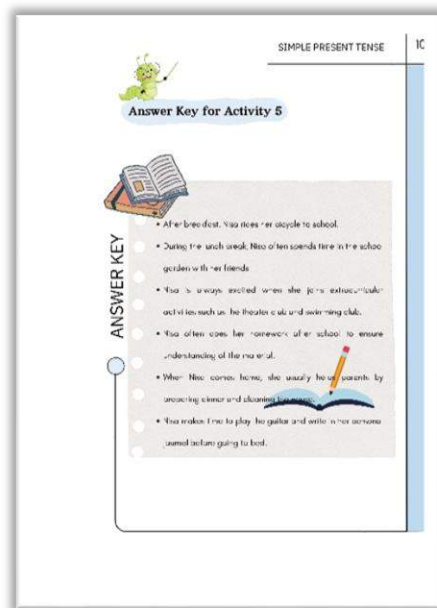 SIMPLE PRESENT TENSE
10
Answer Key for Activity 5
ANSWER KEY
• After breakfast, Nisa rides her bicycle to school.
• During the lunch break, Nisa often spends time in the school
garden with her friends
• Nisa is always excited when she joins extracurricular
activities such as the theater club and swimming club.
• Nisa often does her homework after school to ensure
understanding of the material.
• When Nisa comes home, she usually parents by
preparing dinner and cleaning the
• Nisa makes time to play the guitar and write in her personal
journal before going to bed.